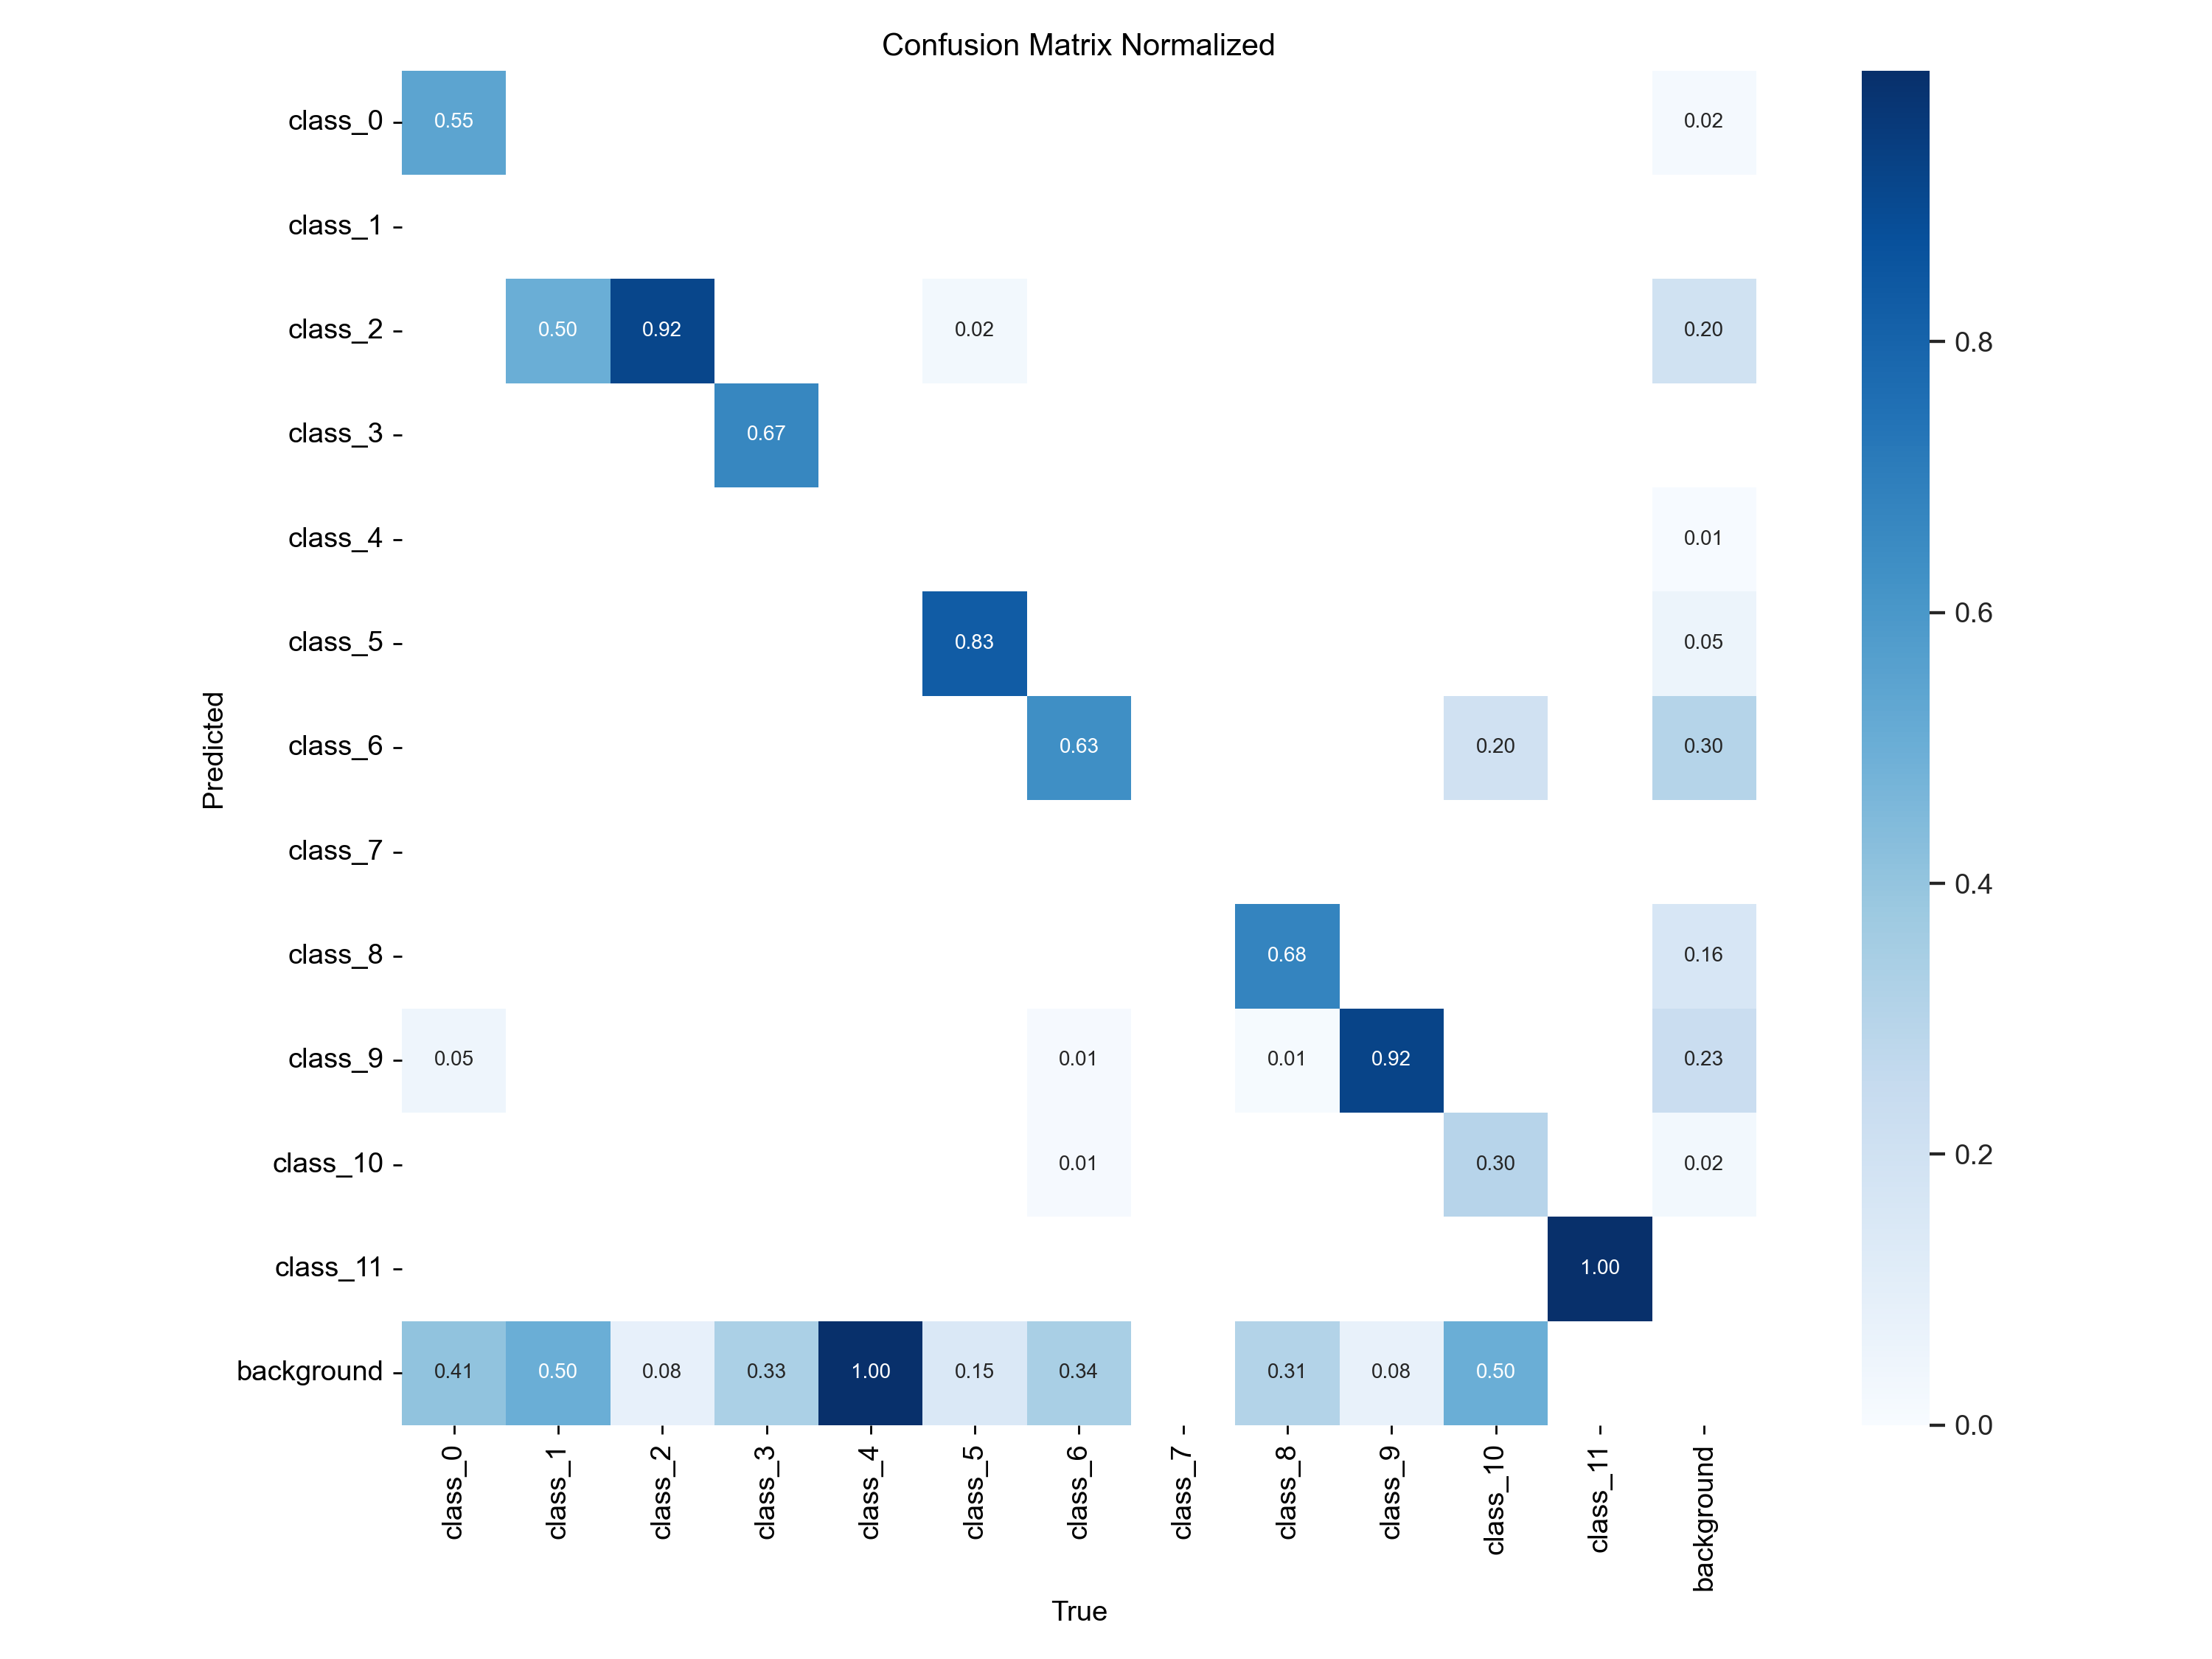 Confusion Matrix Normalized
class_0 0.55 0.02
class_1
class_2 0.50 0.92 0.02 0.20 0.8
class_3 0.67
class_4 0.01
0.6
class_5 0.83 0.05
Predicted
class_6 0.63 0.20 0.30
class_7
0.4
class_8 0.68 0.16
class_9 0.05 0.01 0.01 0.92 0.23
class_10 0.01 0.30 0.02 0.2
class_11 1.00
background 0.41 0.50 0.08 0.33 1.00 0.15 0.34 0.31 0.08 0.50
0.0
class_0 class_1 class_2 class_3 class_4 class_5 class_6 class_7 class_8 class_9 class_10 class_11 background
True